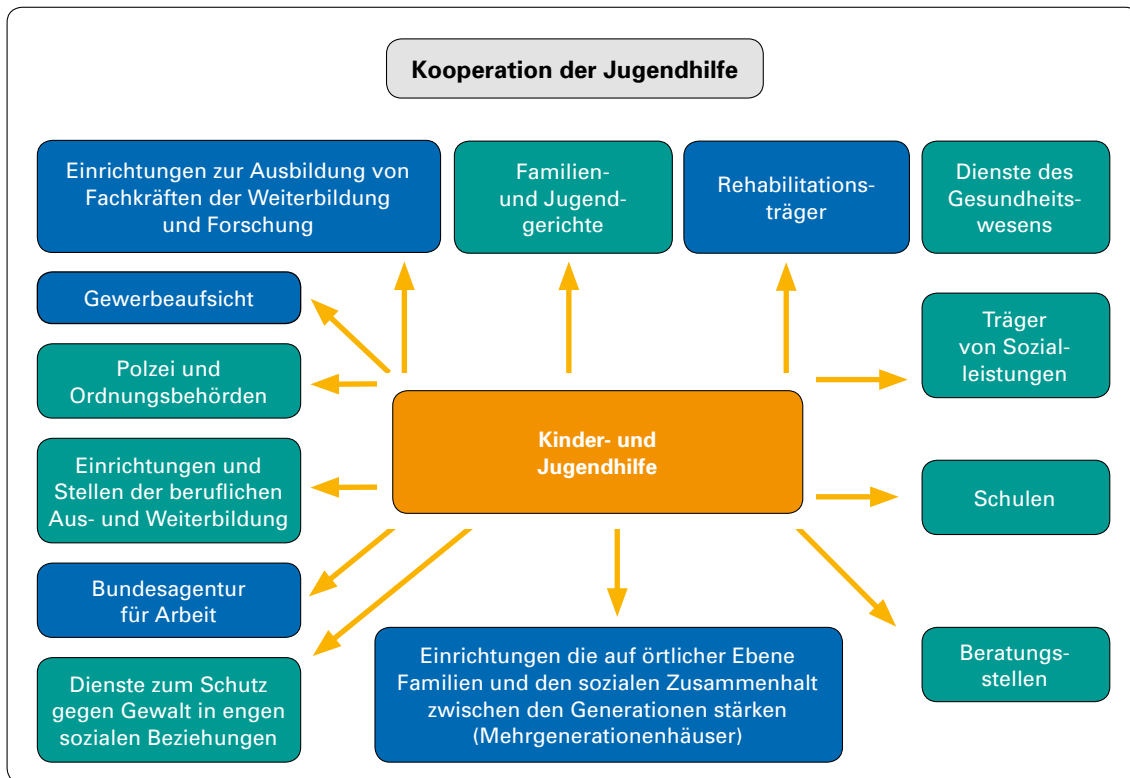 Kooperation der Jugendhilfe
Einrichtungen zur Ausbildung von
Fachkräften der Weiterbildung
und Forschung
Familien-
und Jugend-
gerichte
Rehabilitations-
träger
Dienste des
Gesundheits-
wesens
Gewerbeaufsicht
Polzei und
Ordnungsbehörden
Träger
von Sozial-
leistungen
Kinder- und
Jugendhilfe
Einrichtungen und
Stellen der beruflichen
Aus- und Weiterbildung
Schulen
Bundesagentur
für Arbeit
Dienste zum Schutz
gegen Gewalt in engen
sozialen Beziehungen
Einrichtungen die auf örtlicher Ebene
Familien und den sozialen Zusammenhalt
zwischen den Generationen stärken
(Mehrgenerationenhäuser)
Beratungs-
stellen